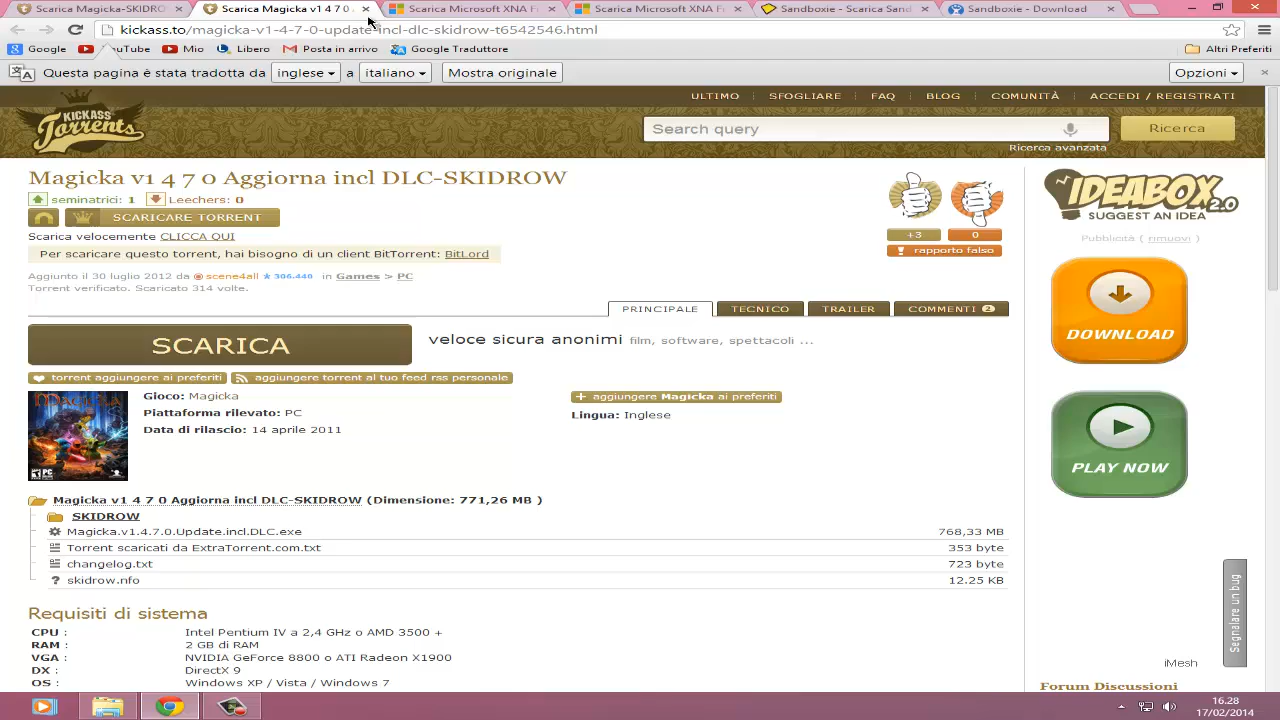 Scarica Magicka-SKIDRO
Scarica Magicka v1 4 7 0
Scarica Microsoft XNA Fr
Scarica Microsoft XNA Fr
Sandboxie - Scarica Sand
Sandboxie - Download
kickass.to/magicka-v1-4-7-0-update-incl-dlc-skidrow-t6542546.html
Google
YouTube
Mio
Libero
Posta in arrivo
Google Traduttore
Altri Preferiti
Questa pagina è stata tradotta da inglese a italiano Mostra originale Opzioni
ULTIMO SFOGLIARE FAQ BLOG COMUNITÀ ACCEDI / REGISTRATI
KICKASS
Torrents
Search query
Ricerca
Ricerca avanzata
Magicka v1 4 7 0 Aggiorna incl DLC-SKIDROW
seminatrici: 1 Leechers: 0
SCARICARE TORRENT
+3 0
Scarica velocemente CLICCA QUI
rapporto falso
Per scaricare questo torrent, hai bisogno di un client BitTorrent: BitLord
Aggiunto il 30 luglio 2012 da scene4all 306.440 in Games > PC
Torrent verificato. Scaricato 314 volte.
PRINCIPALE TECNICO TRAILER COMMENTI 2
SCARICA
veloce sicura anonimi film, software, spettacoli ...
torrent aggiungere ai preferiti
aggiungere torrent al tuo feed rss personale
MAGICKA
Gioco: Magicka
Piattaforma rilevato: PC
Data di rilascio: 14 aprile 2011
+ aggiungere Magicka ai preferiti
Lingua: Inglese
Magicka v1 4 7 0 Aggiorna incl DLC-SKIDROW (Dimensione: 771,26 MB )
SKIDROW
Magicka.v1.4.7.0.Update.incl.DLC.exe 768,33 MB
Torrent scaricati da ExtraTorrent.com.txt 353 byte
changelog.txt 723 byte
skidrow.nfo 12.25 KB
Requisiti di sistema
CPU : Intel Pentium IV a 2,4 GHz o AMD 3500 +
RAM : 2 GB di RAM
VGA : NVIDIA GeForce 8800 o ATI Radeon X1900
DX : DirectX 9
OS : Windows XP / Vista / Windows 7
IDEABOX 2.0
SUGGEST AN IDEA
Pubblicità ( rimuovi )
DOWNLOAD
PLAY NOW
Segnalare un bug
iMesh
Forum Discussioni
16.28
17/02/2014